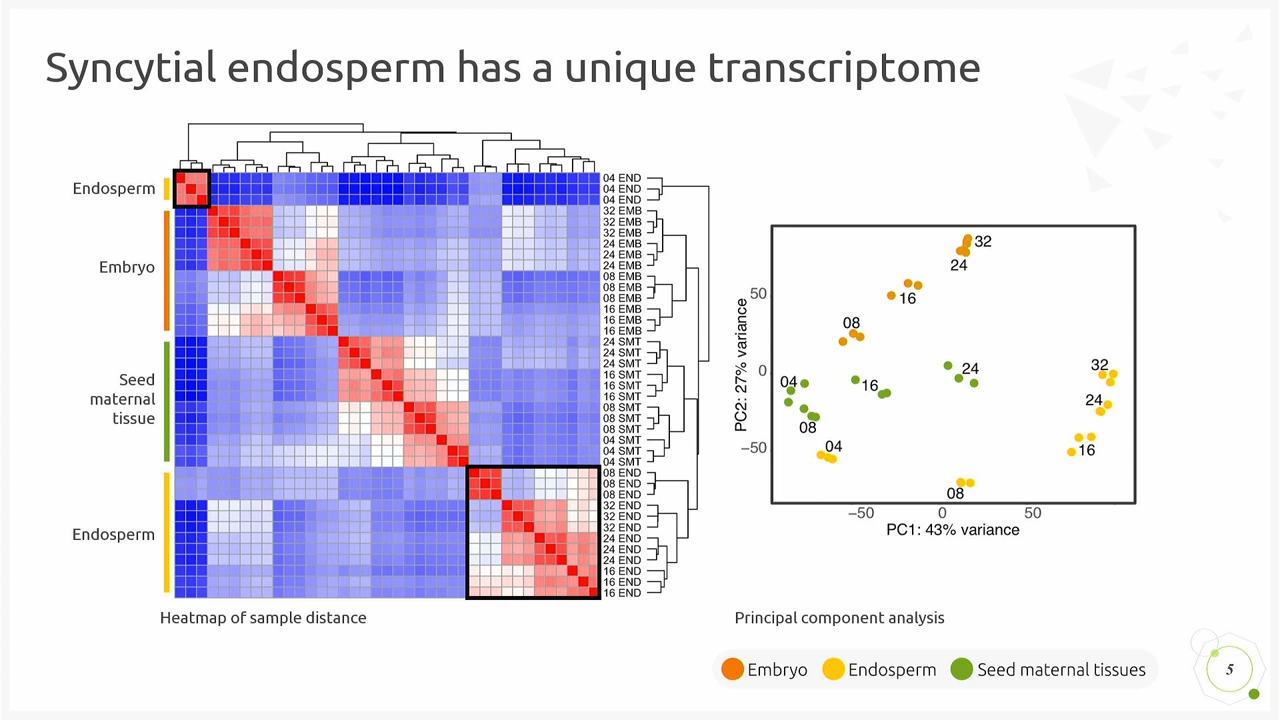 Syncytial endosperm has a unique transcriptome
Endosperm
Embryo
Seed
maternal
tissue
Endosperm
04 END
04 END
04 END
32 EMB
32 EMB
32 EMB
24 EMB
24 EMB
24 EMB
08 EMB
08 EMB
08 EMB
16 EMB
16 EMB
16 EMB
24 SMT
24 SMT
24 SMT
16 SMT
16 SMT
16 SMT
08 SMT
08 SMT
08 SMT
04 SMT
04 SMT
04 SMT
08 END
08 END
08 END
32 END
32 END
32 END
24 END
24 END
24 END
16 END
16 END
16 END
Heatmap of sample distance
PC2: 27% variance
50
0
−50
32
24
16
08
24
32
04
16
24
08
04
16
08
−50
0
50
PC1: 43% variance
Principal component analysis
Embryo
Endosperm
Seed maternal tissues
5